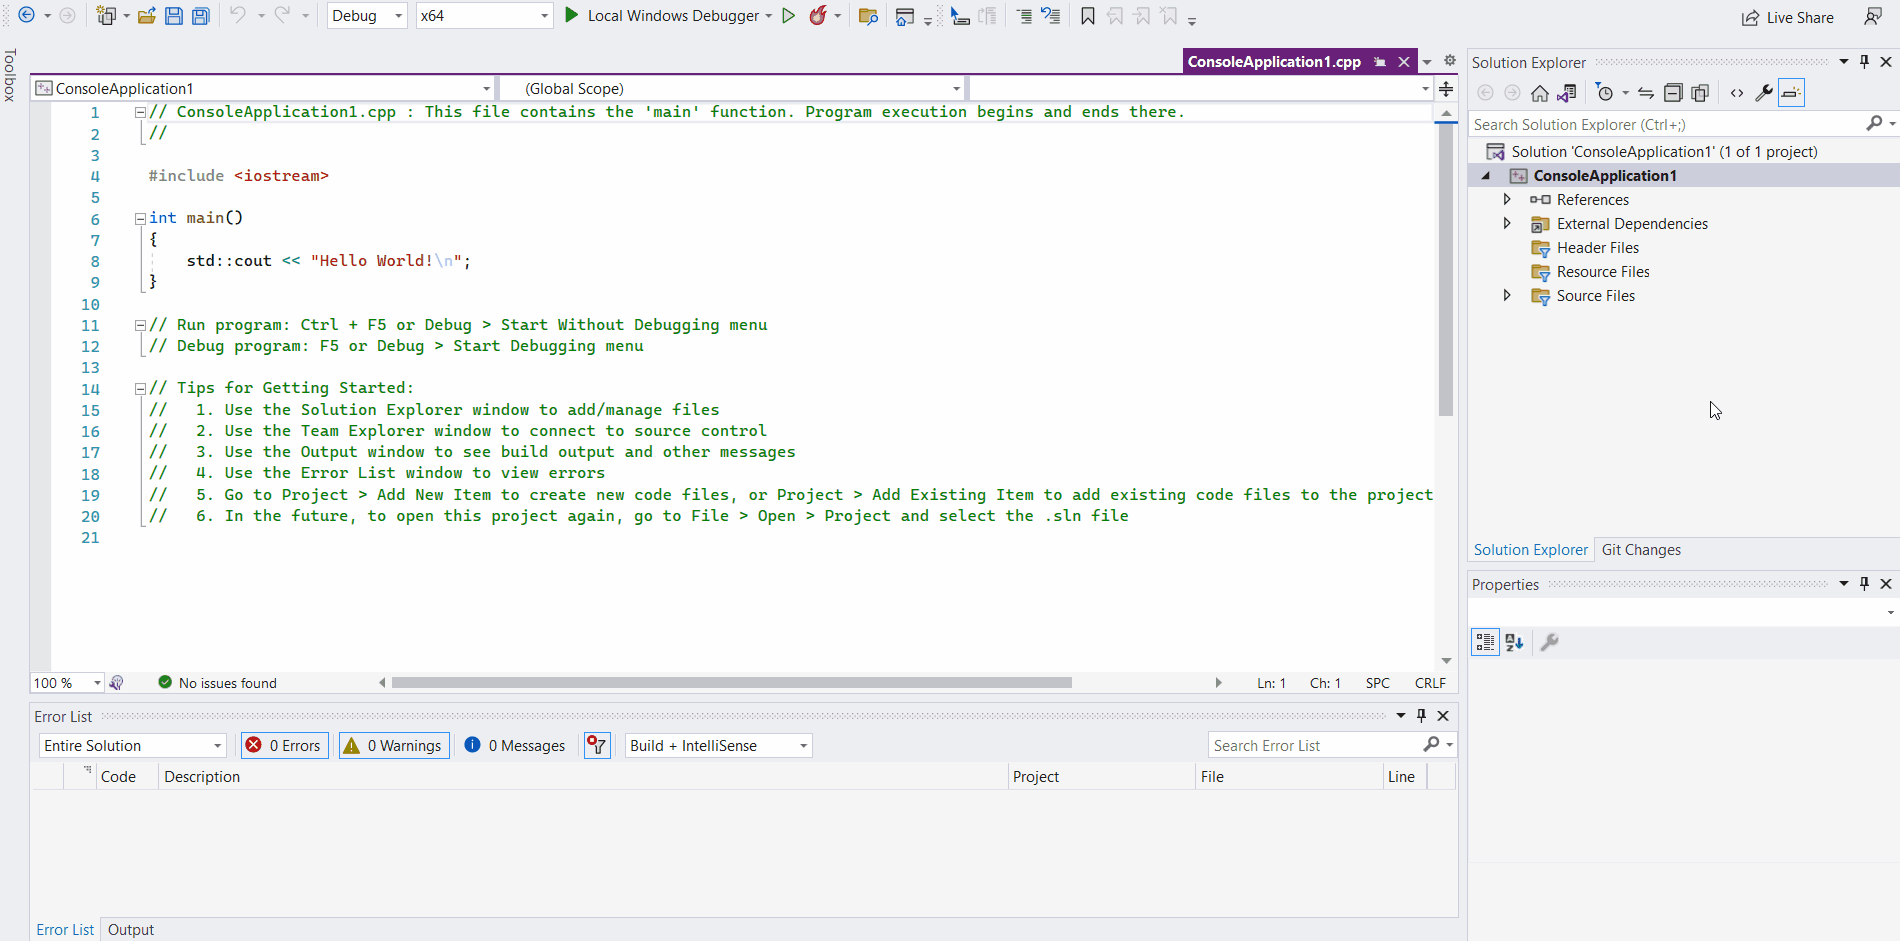 Debug
x64
Local Windows Debugger
Live Share
Toolbox
ConsoleApplication1.cpp
ConsoleApplication1
(Global Scope)
1 // ConsoleApplication1.cpp : This file contains the 'main' function. Program execution begins and ends there.
2 //
3
4 #include <iostream>
5
6 int main()
7 {
8 std::cout << "Hello World!\n";
9 }
10
11 // Run program: Ctrl + F5 or Debug > Start Without Debugging menu
12 // Debug program: F5 or Debug > Start Debugging menu
13
14 // Tips for Getting Started:
15 // 1. Use the Solution Explorer window to add/manage files
16 // 2. Use the Team Explorer window to connect to source control
17 // 3. Use the Output window to see build output and other messages
18 // 4. Use the Error List window to view errors
19 // 5. Go to Project > Add New Item to create new code files, or Project > Add Existing Item to add existing code files to the project
20 // 6. In the future, to open this project again, go to File > Open > Project and select the .sln file
21
100 %
No issues found
Ln: 1
Ch: 1
SPC
CRLF
Solution Explorer
Search Solution Explorer (Ctrl+;)
Solution 'ConsoleApplication1' (1 of 1 project)
ConsoleApplication1
References
External Dependencies
Header Files
Resource Files
Source Files
Solution Explorer
Git Changes
Properties
Error List
Entire Solution
0 Errors
0 Warnings
0 Messages
Build + IntelliSense
Search Error List
Code
Description
Project
File
Line
Error List
Output